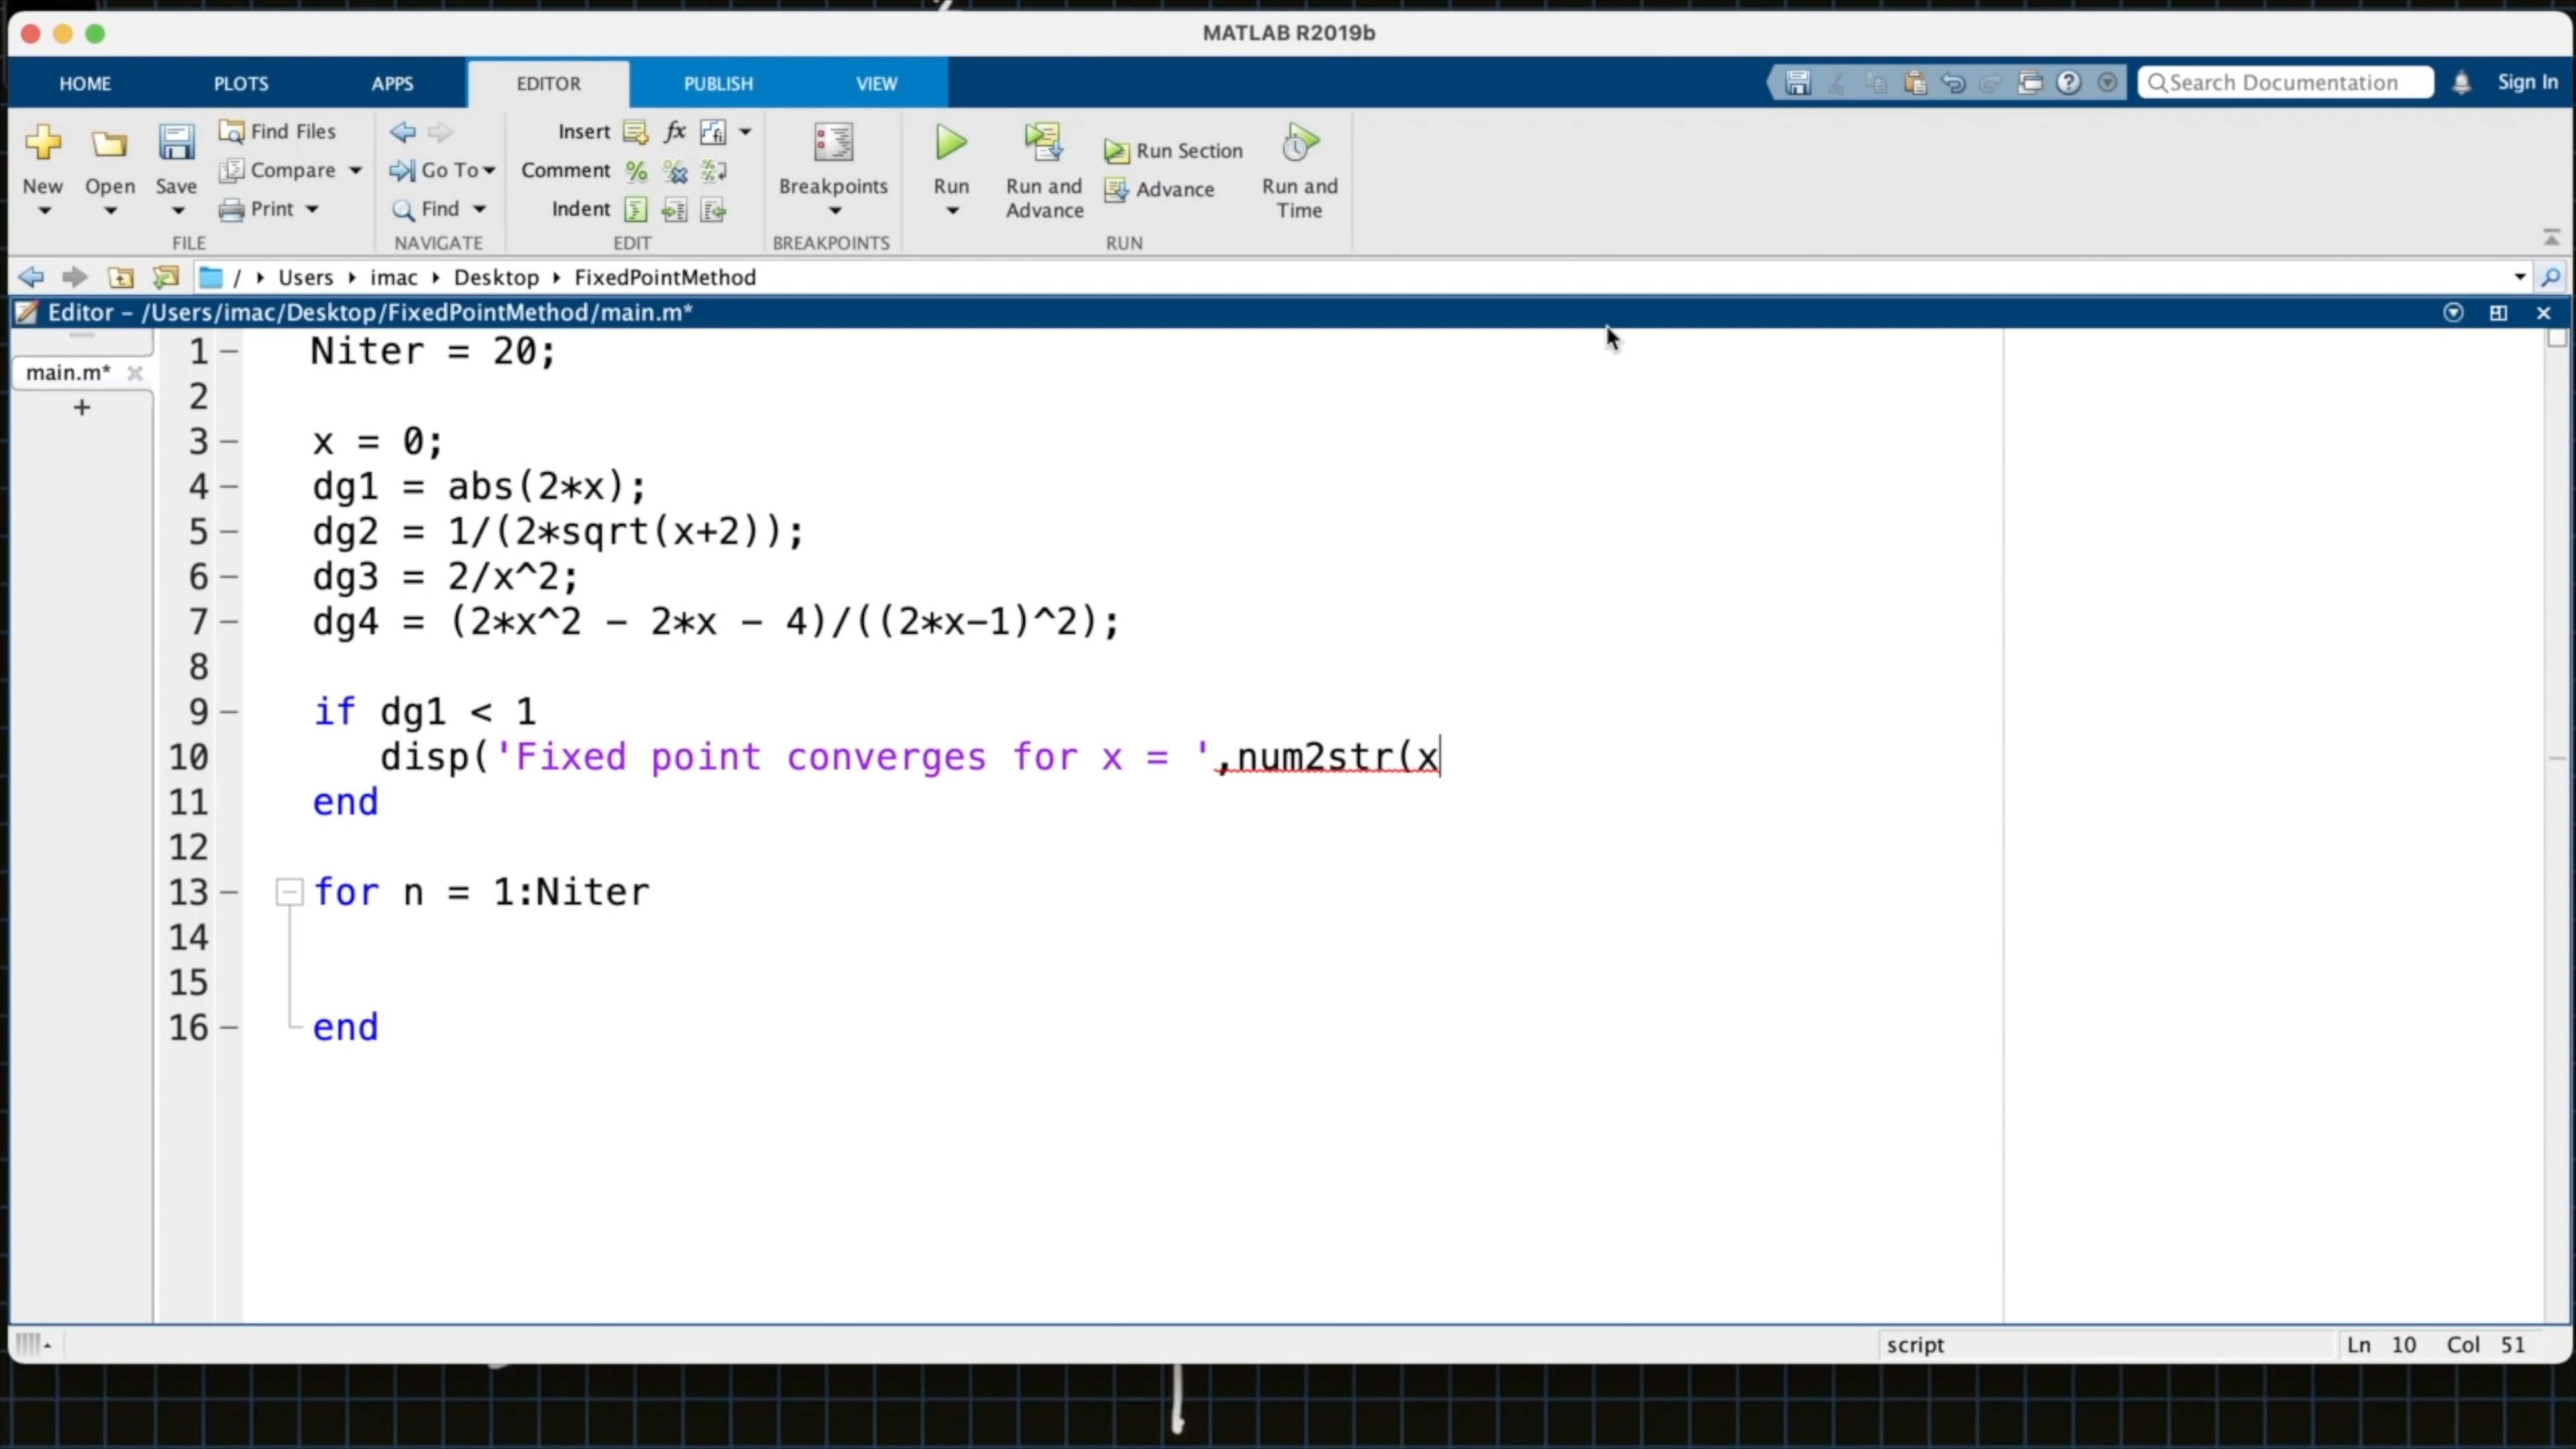 MATLAB R2019b
HOME PLOTS APPS EDITOR PUBLISH VIEW Search Documentation Sign In
New Open Save Find Files Compare Print
FILE
Go To Find
NAVIGATE
Insert fx
Comment
Indent
EDIT
Breakpoints
BREAKPOINTS
Run Run and Advance Run Section Advance Run and Time
RUN
/ Users imac Desktop FixedPointMethod
Editor - /Users/imac/Desktop/FixedPointMethod/main.m*
main.m*
+
1 Niter = 20;
2
3 x = 0;
4 dg1 = abs(2*x);
5 dg2 = 1/(2*sqrt(x+2));
6 dg3 = 2/x^2;
7 dg4 = (2*x^2 - 2*x - 4)/((2*x-1)^2);
8
9 if dg1 < 1
10 disp('Fixed point converges for x = ',num2str(x
11 end
12
13 for n = 1:Niter
14
15
16 end
script Ln 10 Col 51